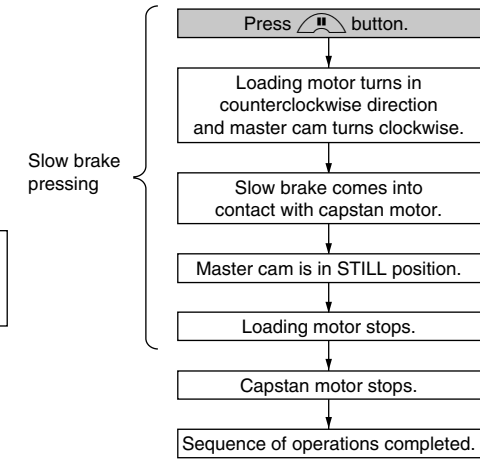 Press ⏸ button.
Loading motor turns in
counterclockwise direction
and master cam turns clockwise.
Slow brake
pressing
Slow brake comes into
contact with capstan motor.
Master cam is in STILL position.
Loading motor stops.
Capstan motor stops.
Sequence of operations completed.